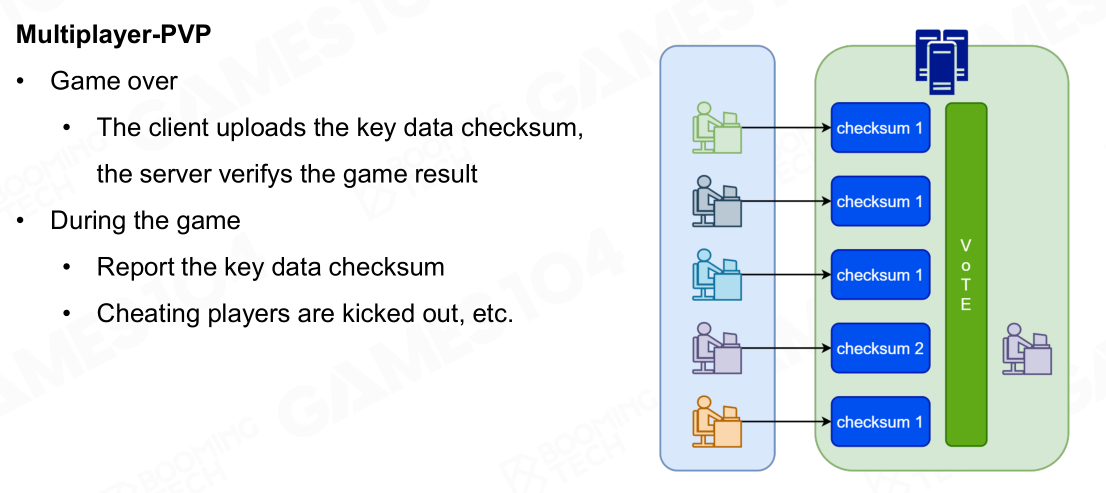 Multiplayer-PVP
• Game over
• The client uploads the key data checksum,
the server verifys the game result
• During the game
• Report the key data checksum
• Cheating players are kicked out, etc.
checksum 1
checksum 1
checksum 1
checksum 2
checksum 1
VoTE
GAMES104
BOOMING
TECH